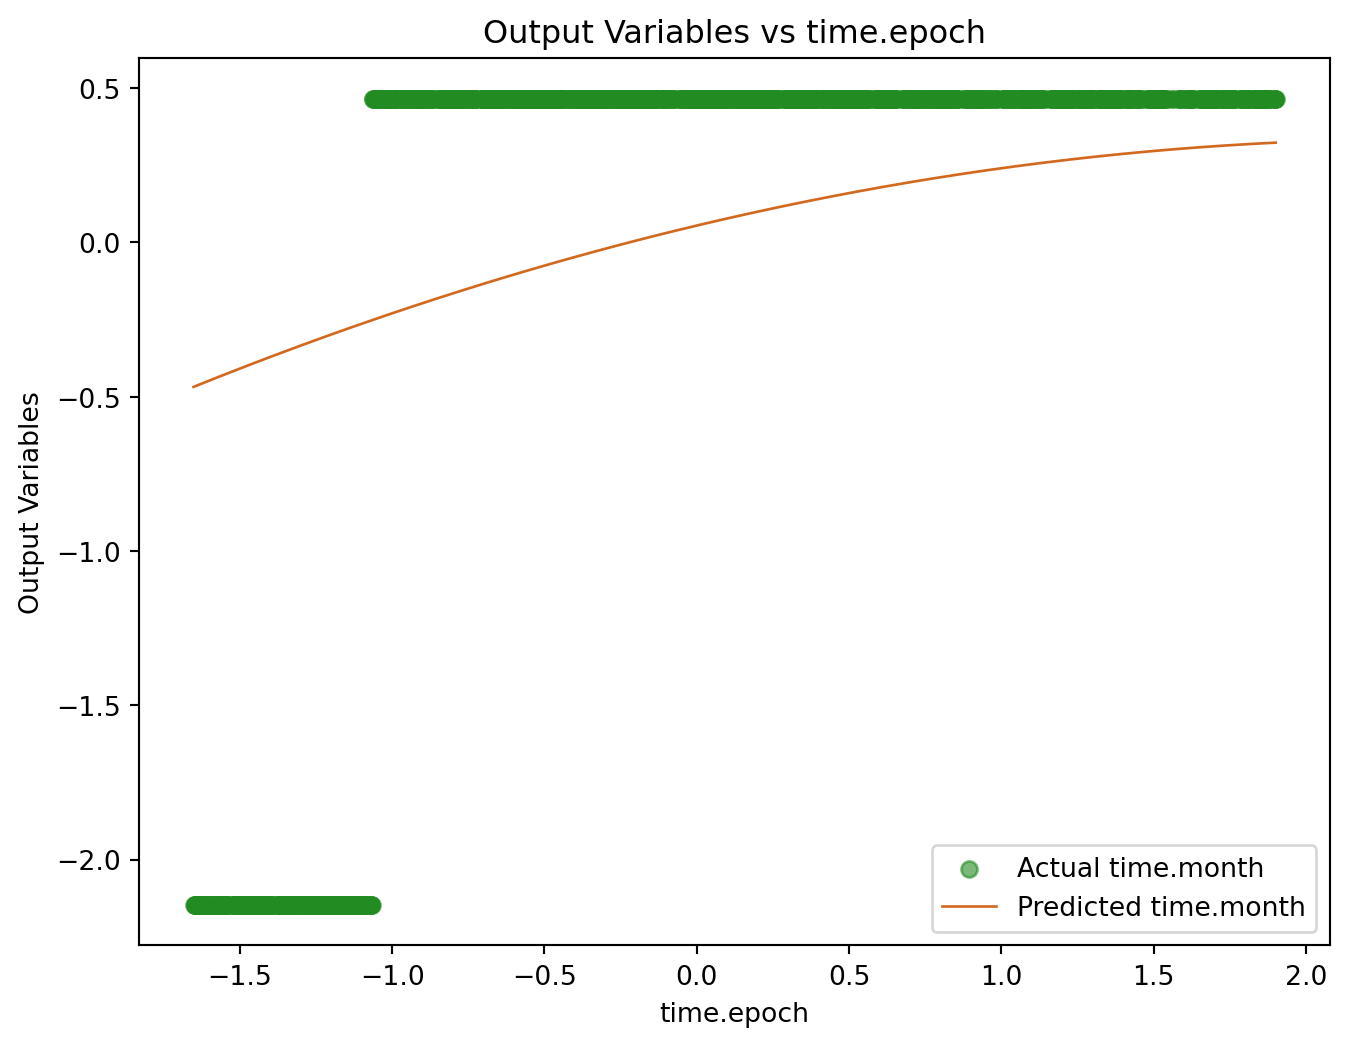 Output Variables vs time.epoch
Output Variables
0.5
0.0
−0.5
−1.0
−1.5
−2.0
Actual time.month
Predicted time.month
−1.5
−1.0
−0.5
0.0
0.5
1.0
1.5
2.0
time.epoch